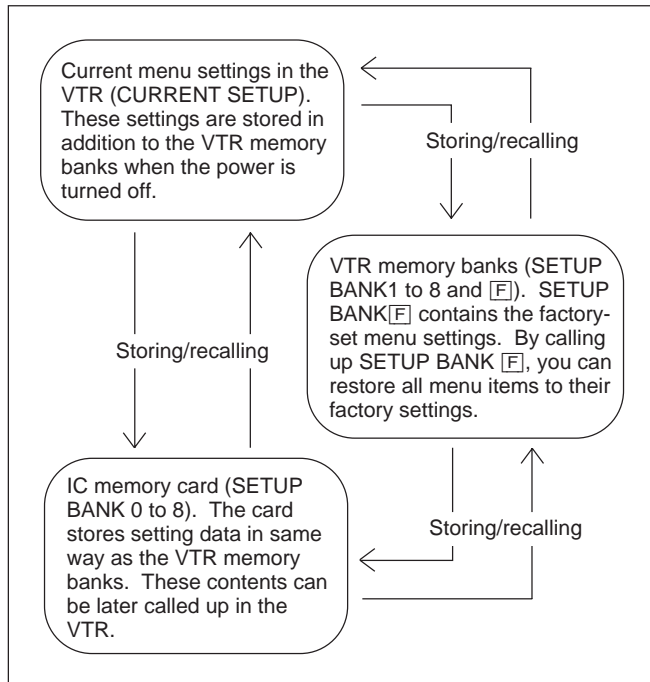 Current menu settings in the
VTR (CURRENT SETUP).
These settings are stored in
addition to the VTR memory
banks when the power is
turned off.
Storing/recalling
VTR memory banks (SETUP
BANK1 to 8 and F). SETUP
BANK F contains the factory-
set menu settings. By calling
up SETUP BANK F, you can
restore all menu items to their
factory settings.
Storing/recalling
IC memory card (SETUP
BANK 0 to 8). The card
stores setting data in same
way as the VTR memory
banks. These contents can
be later called up in the
VTR.
Storing/recalling